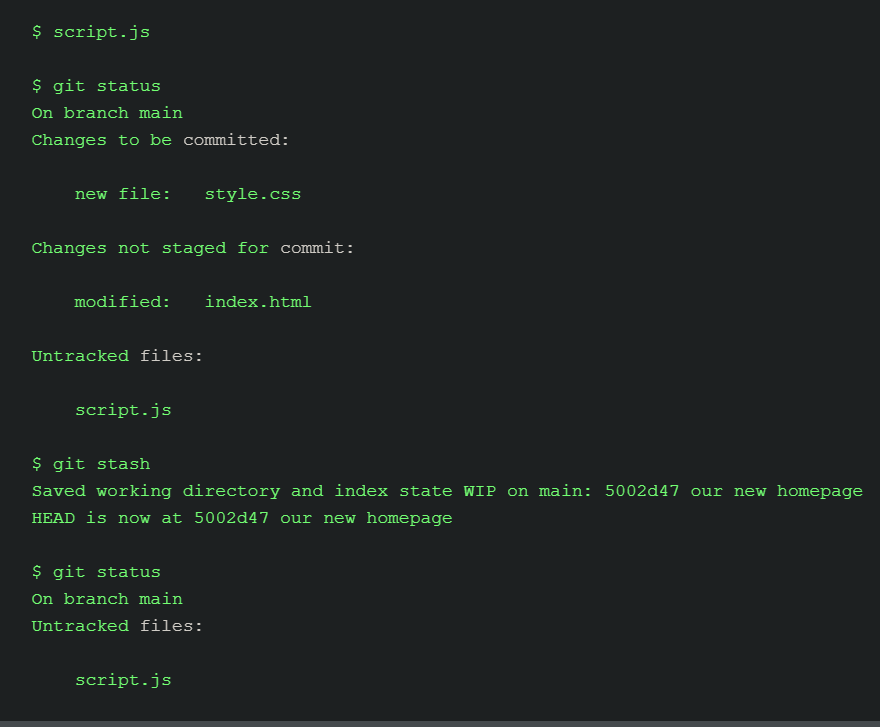 $ script.js
$ git status
On branch main
Changes to be committed:
new file:   style.css
Changes not staged for commit:
modified:   index.html
Untracked files:
script.js
$ git stash
Saved working directory and index state WIP on main: 5002d47 our new homepage
HEAD is now at 5002d47 our new homepage
$ git status
On branch main
Untracked files:
script.js